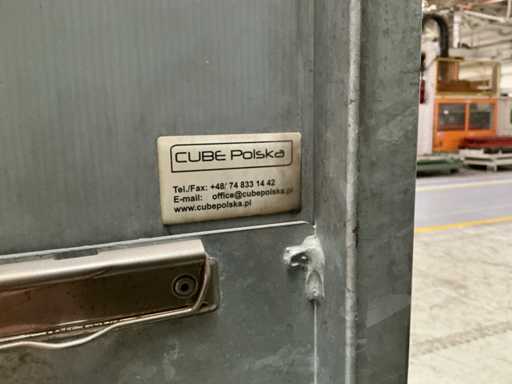 CUBE Polska
Tel./Fax: +48/ 74 833 14 42
E-mail: office@cubepolska.pl
www.cubepolska.pl